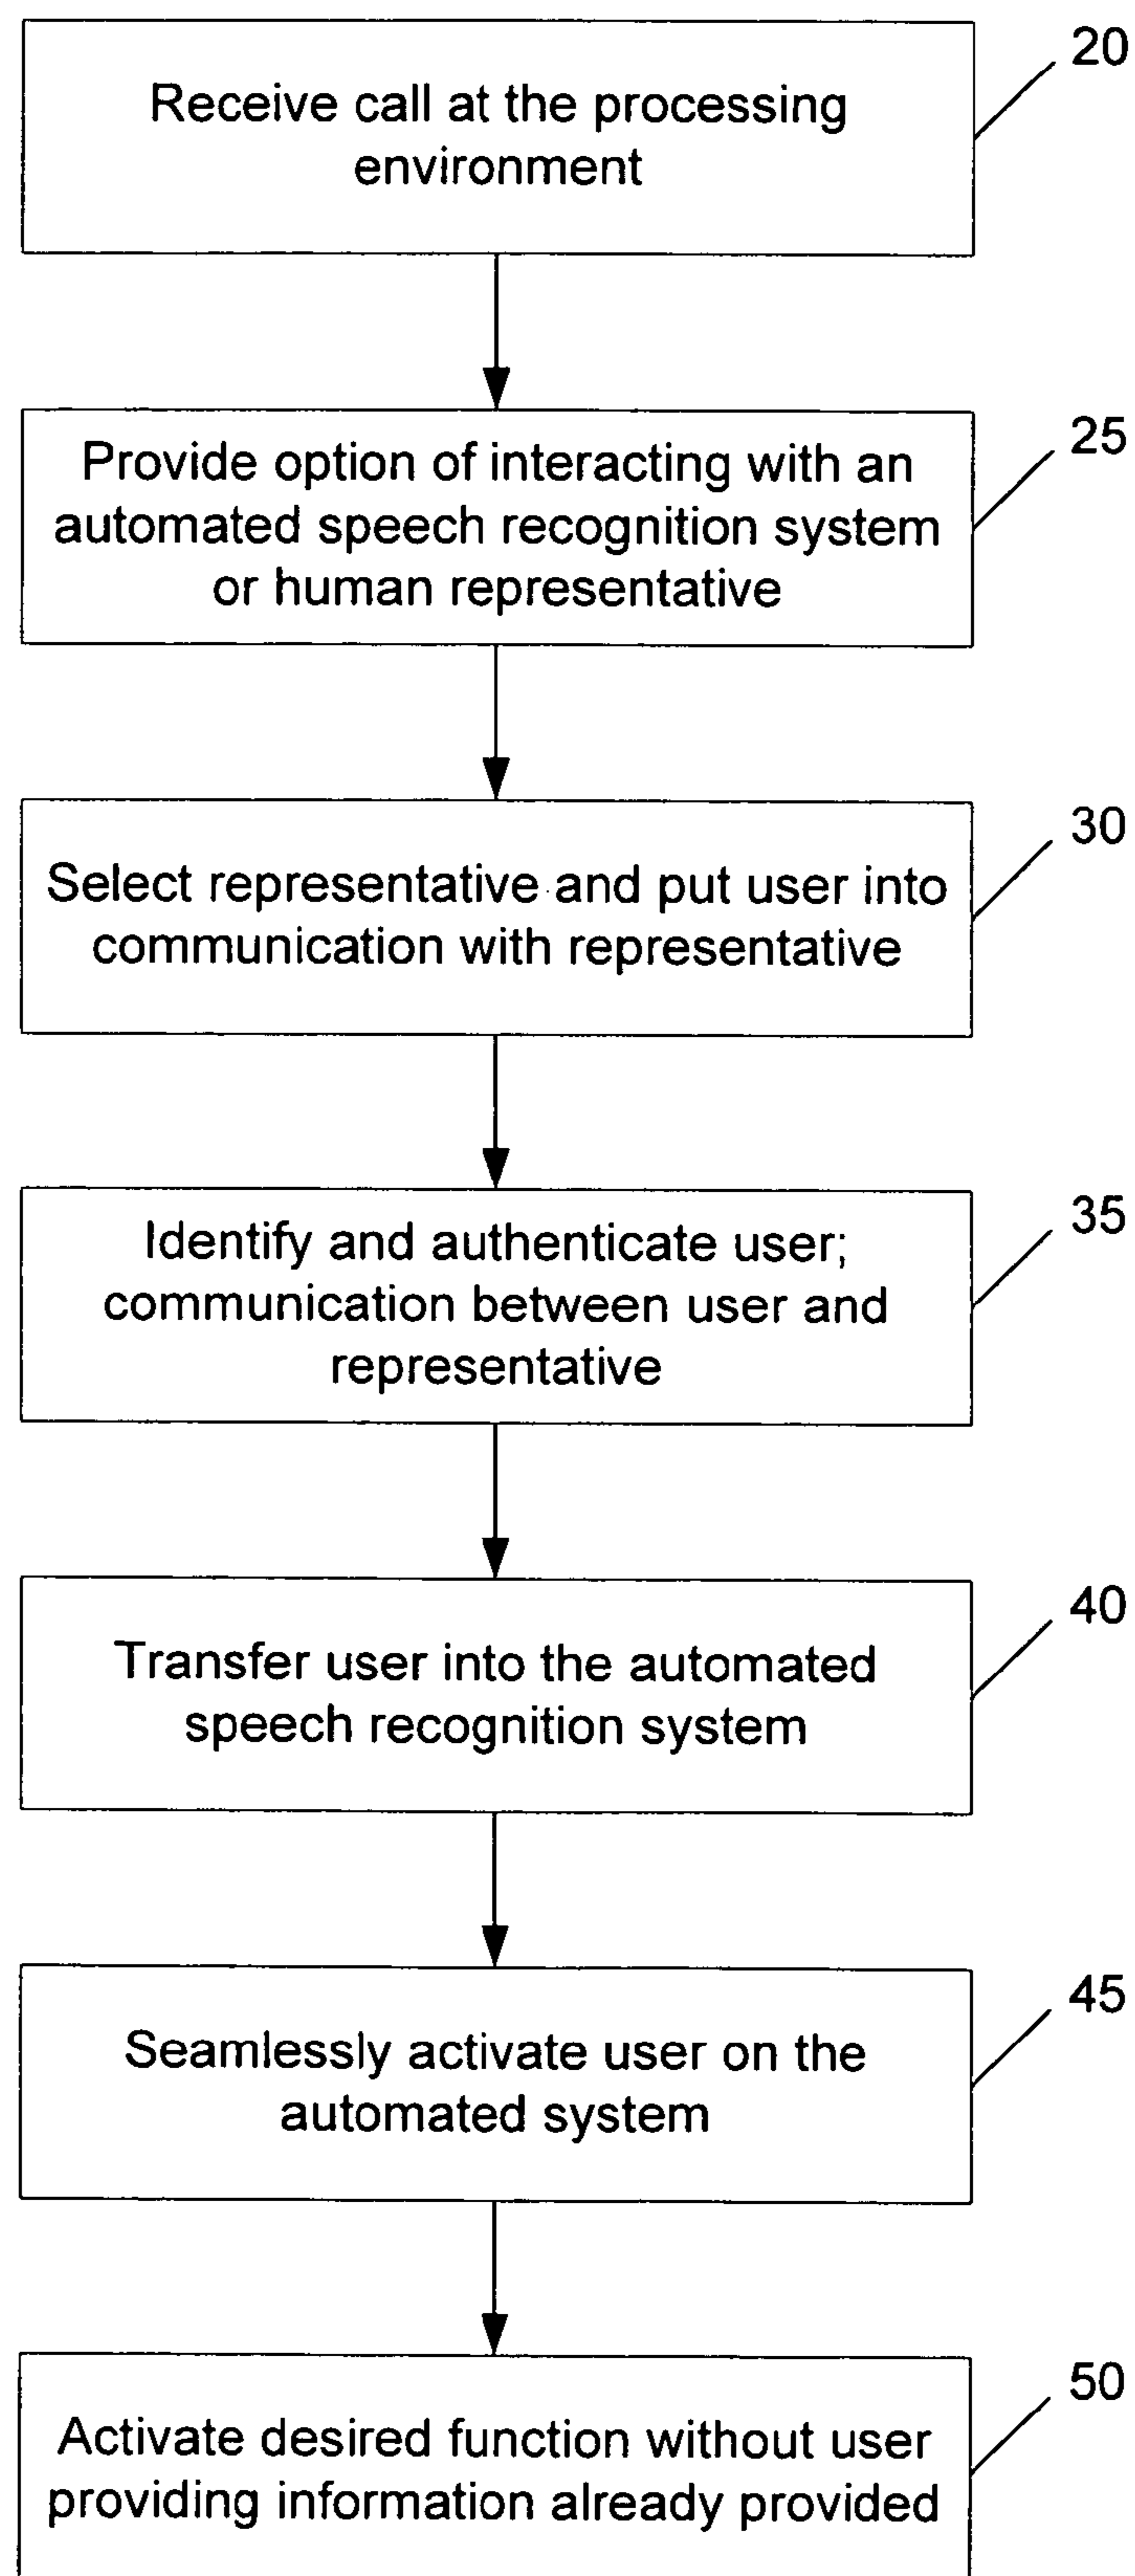 20
Receive call at the processing
environment
25
Provide option of interacting with an
automated speech recognition system
or human representative
30
Select representative and put user into
communication with representative
35
Identify and authenticate user;
communication between user and
representative
40
Transfer user into the automated
speech recognition system
45
Seamlessly activate user on the
automated system
50
Activate desired function without user
providing information already provided